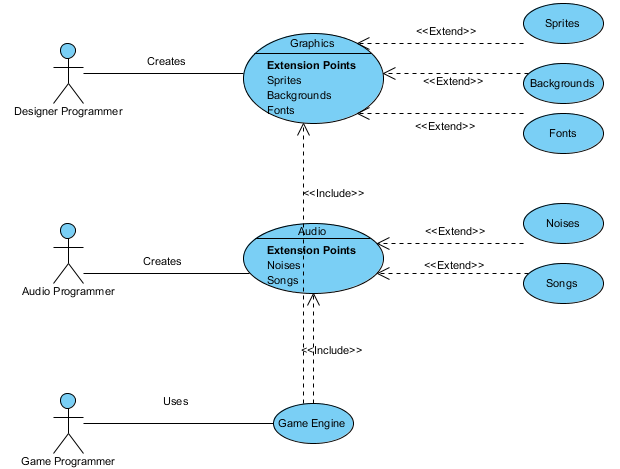 Sprites
<<Extend>>
Graphics
Creates
Extension Points
Sprites
Backgrounds
Fonts
<<Extend>>
Backgrounds
Designer Programmer
<<Extend>>
Fonts
<<Include>>
Noises
<<Extend>>
Audio
Creates
Extension Points
Noises
Songs
<<Extend>>
Songs
Audio Programmer
<<Include>>
Uses
Game Engine
Game Programmer